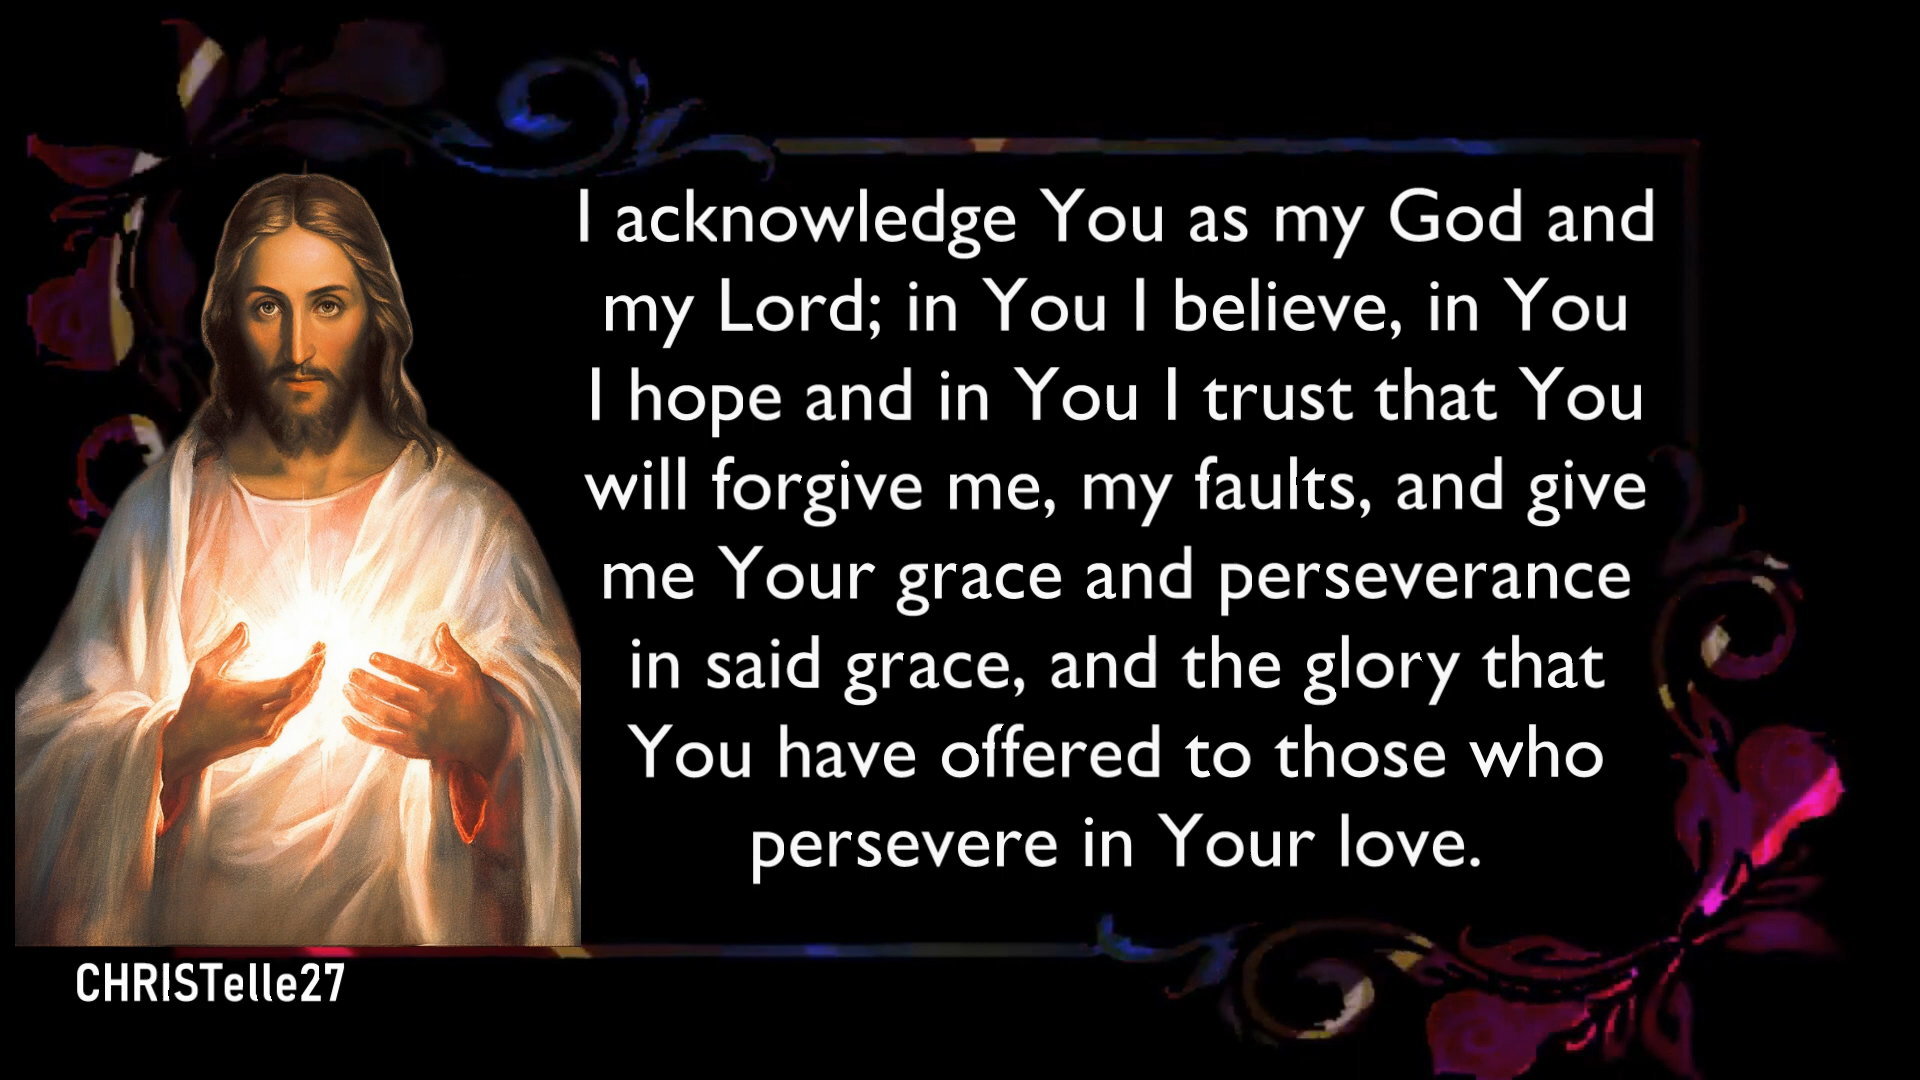 I acknowledge You as my God and
my Lord; in You I believe, in You
I hope and in You I trust that You
will forgive me, my faults, and give
me Your grace and perseverance
in said grace, and the glory that
You have offered to those who
persevere in Your love.
CHRISTelle27